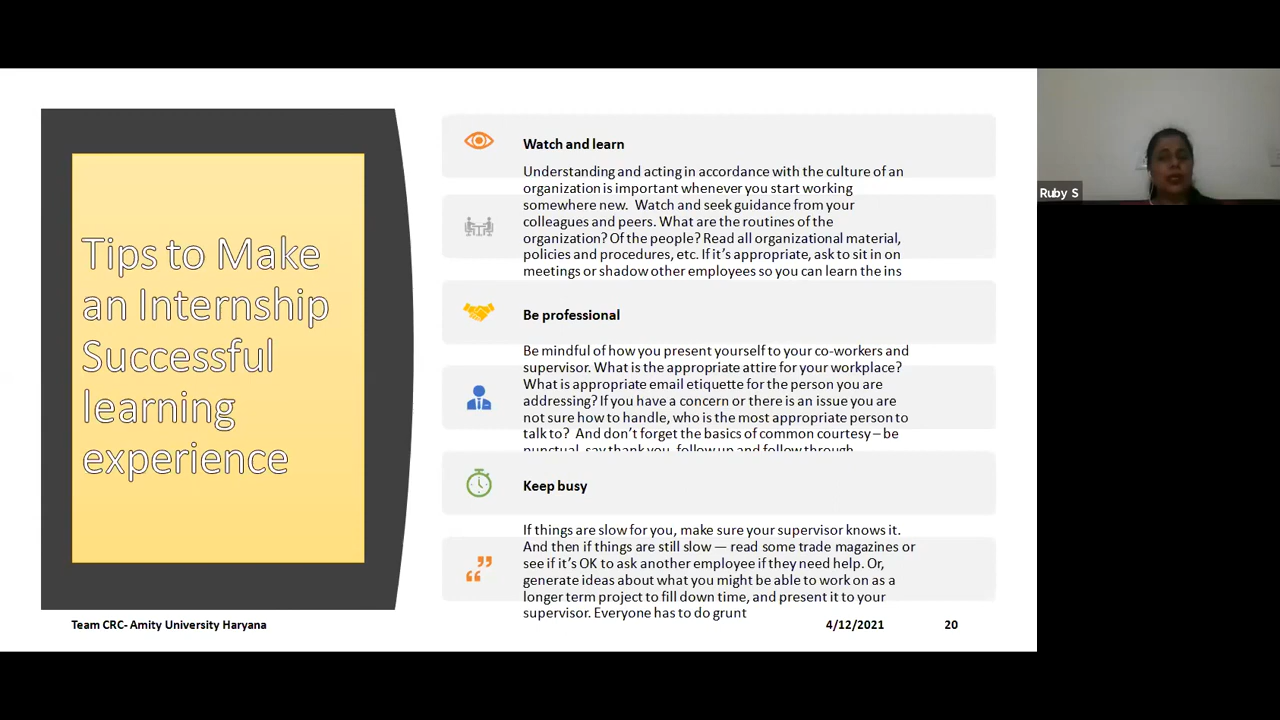 Tips to Make
an Internship
Successful
learning
experience
Watch and learn
Understanding and acting in accordance with the culture of an
organization is important whenever you start working
somewhere new. Watch and seek guidance from your
colleagues and peers. What are the routines of the
organization? Of the people? Read all organizational material,
policies and procedures, etc. If it's appropriate, ask to sit in on
meetings or shadow other employees so you can learn the ins
Be professional
Be mindful of how you present yourself to your co-workers and
supervisor. What is the appropriate attire for your workplace?
What is appropriate email etiquette for the person you are
addressing? If you have a concern or there is an issue you are
not sure how to handle, who is the most appropriate person to
talk to? And don't forget the basics of common courtesy – be
punctual, say thank you, follow up and follow through
Keep busy
If things are slow for you, make sure your supervisor knows it.
And then if things are still slow — read some trade magazines or
see if it's OK to ask another employee if they need help. Or,
generate ideas about what you might be able to work on as a
longer term project to fill down time, and present it to your
supervisor. Everyone has to do grunt
Team CRC- Amity University Haryana
4/12/2021
20
Ruby S